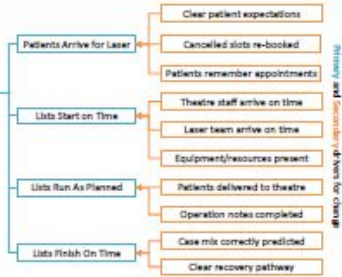 Clear patient expectations
Patients Arrive for Laser
Cancelled slots re-booked
Patients remember appointments
Theatre staff arrive on time
Lists Start on Time
Laser team arrive on time
Equipment/resources present
Lists Run As Planned
Patients delivered to theatre
Operation notes completed
Case mix correctly predicted
Lists Finish On Time
Clear recovery pathway
Primary and Secondary drivers for change